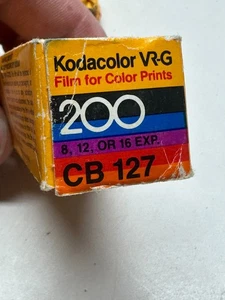 Kodacolor VR-G
Film for Color Prints
200
8, 12, OR 16 EXP.
CB 127